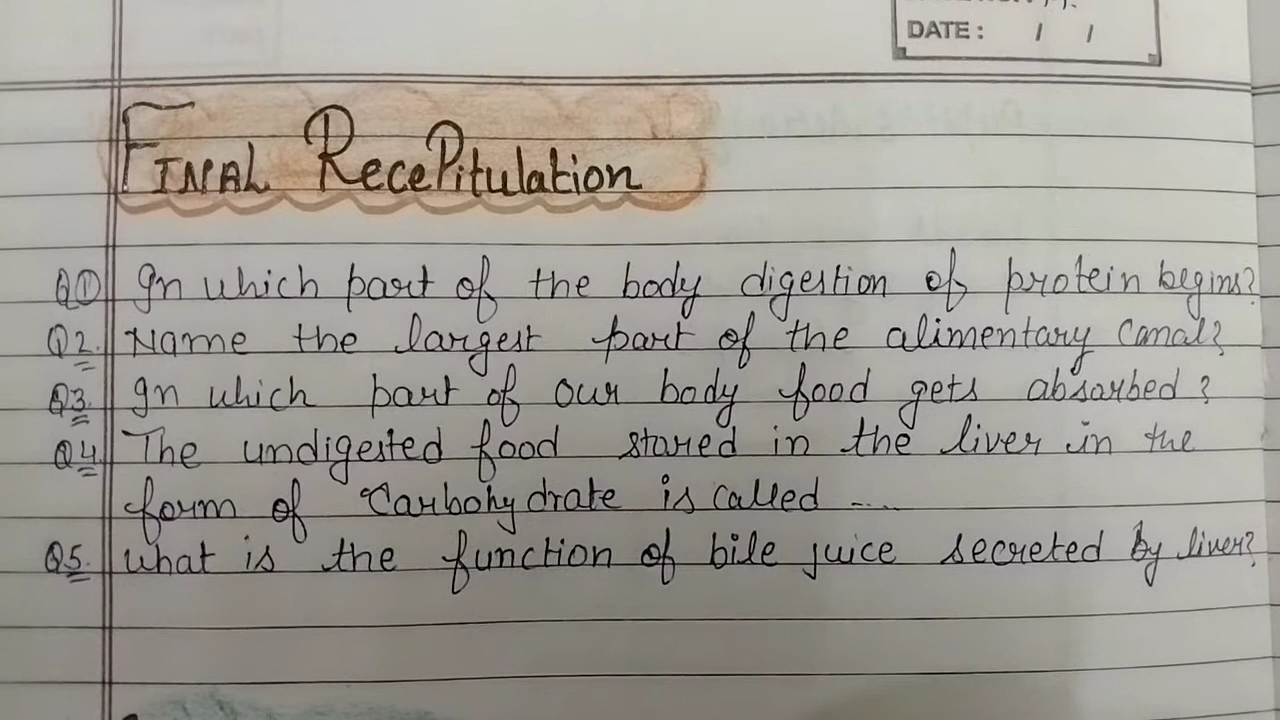 DATE : / /
FINAL RecePitulation
Q① In which part of the body digestion of protein begins?
Q2. Name the largest part of the alimentary canal?
Q3. In which part of our body food gets absorbed?
Q4. The undigested food stored in the liver in the
form of Carbohydrate is called ....
Q5. what is the function of bile juice secreted by liver?